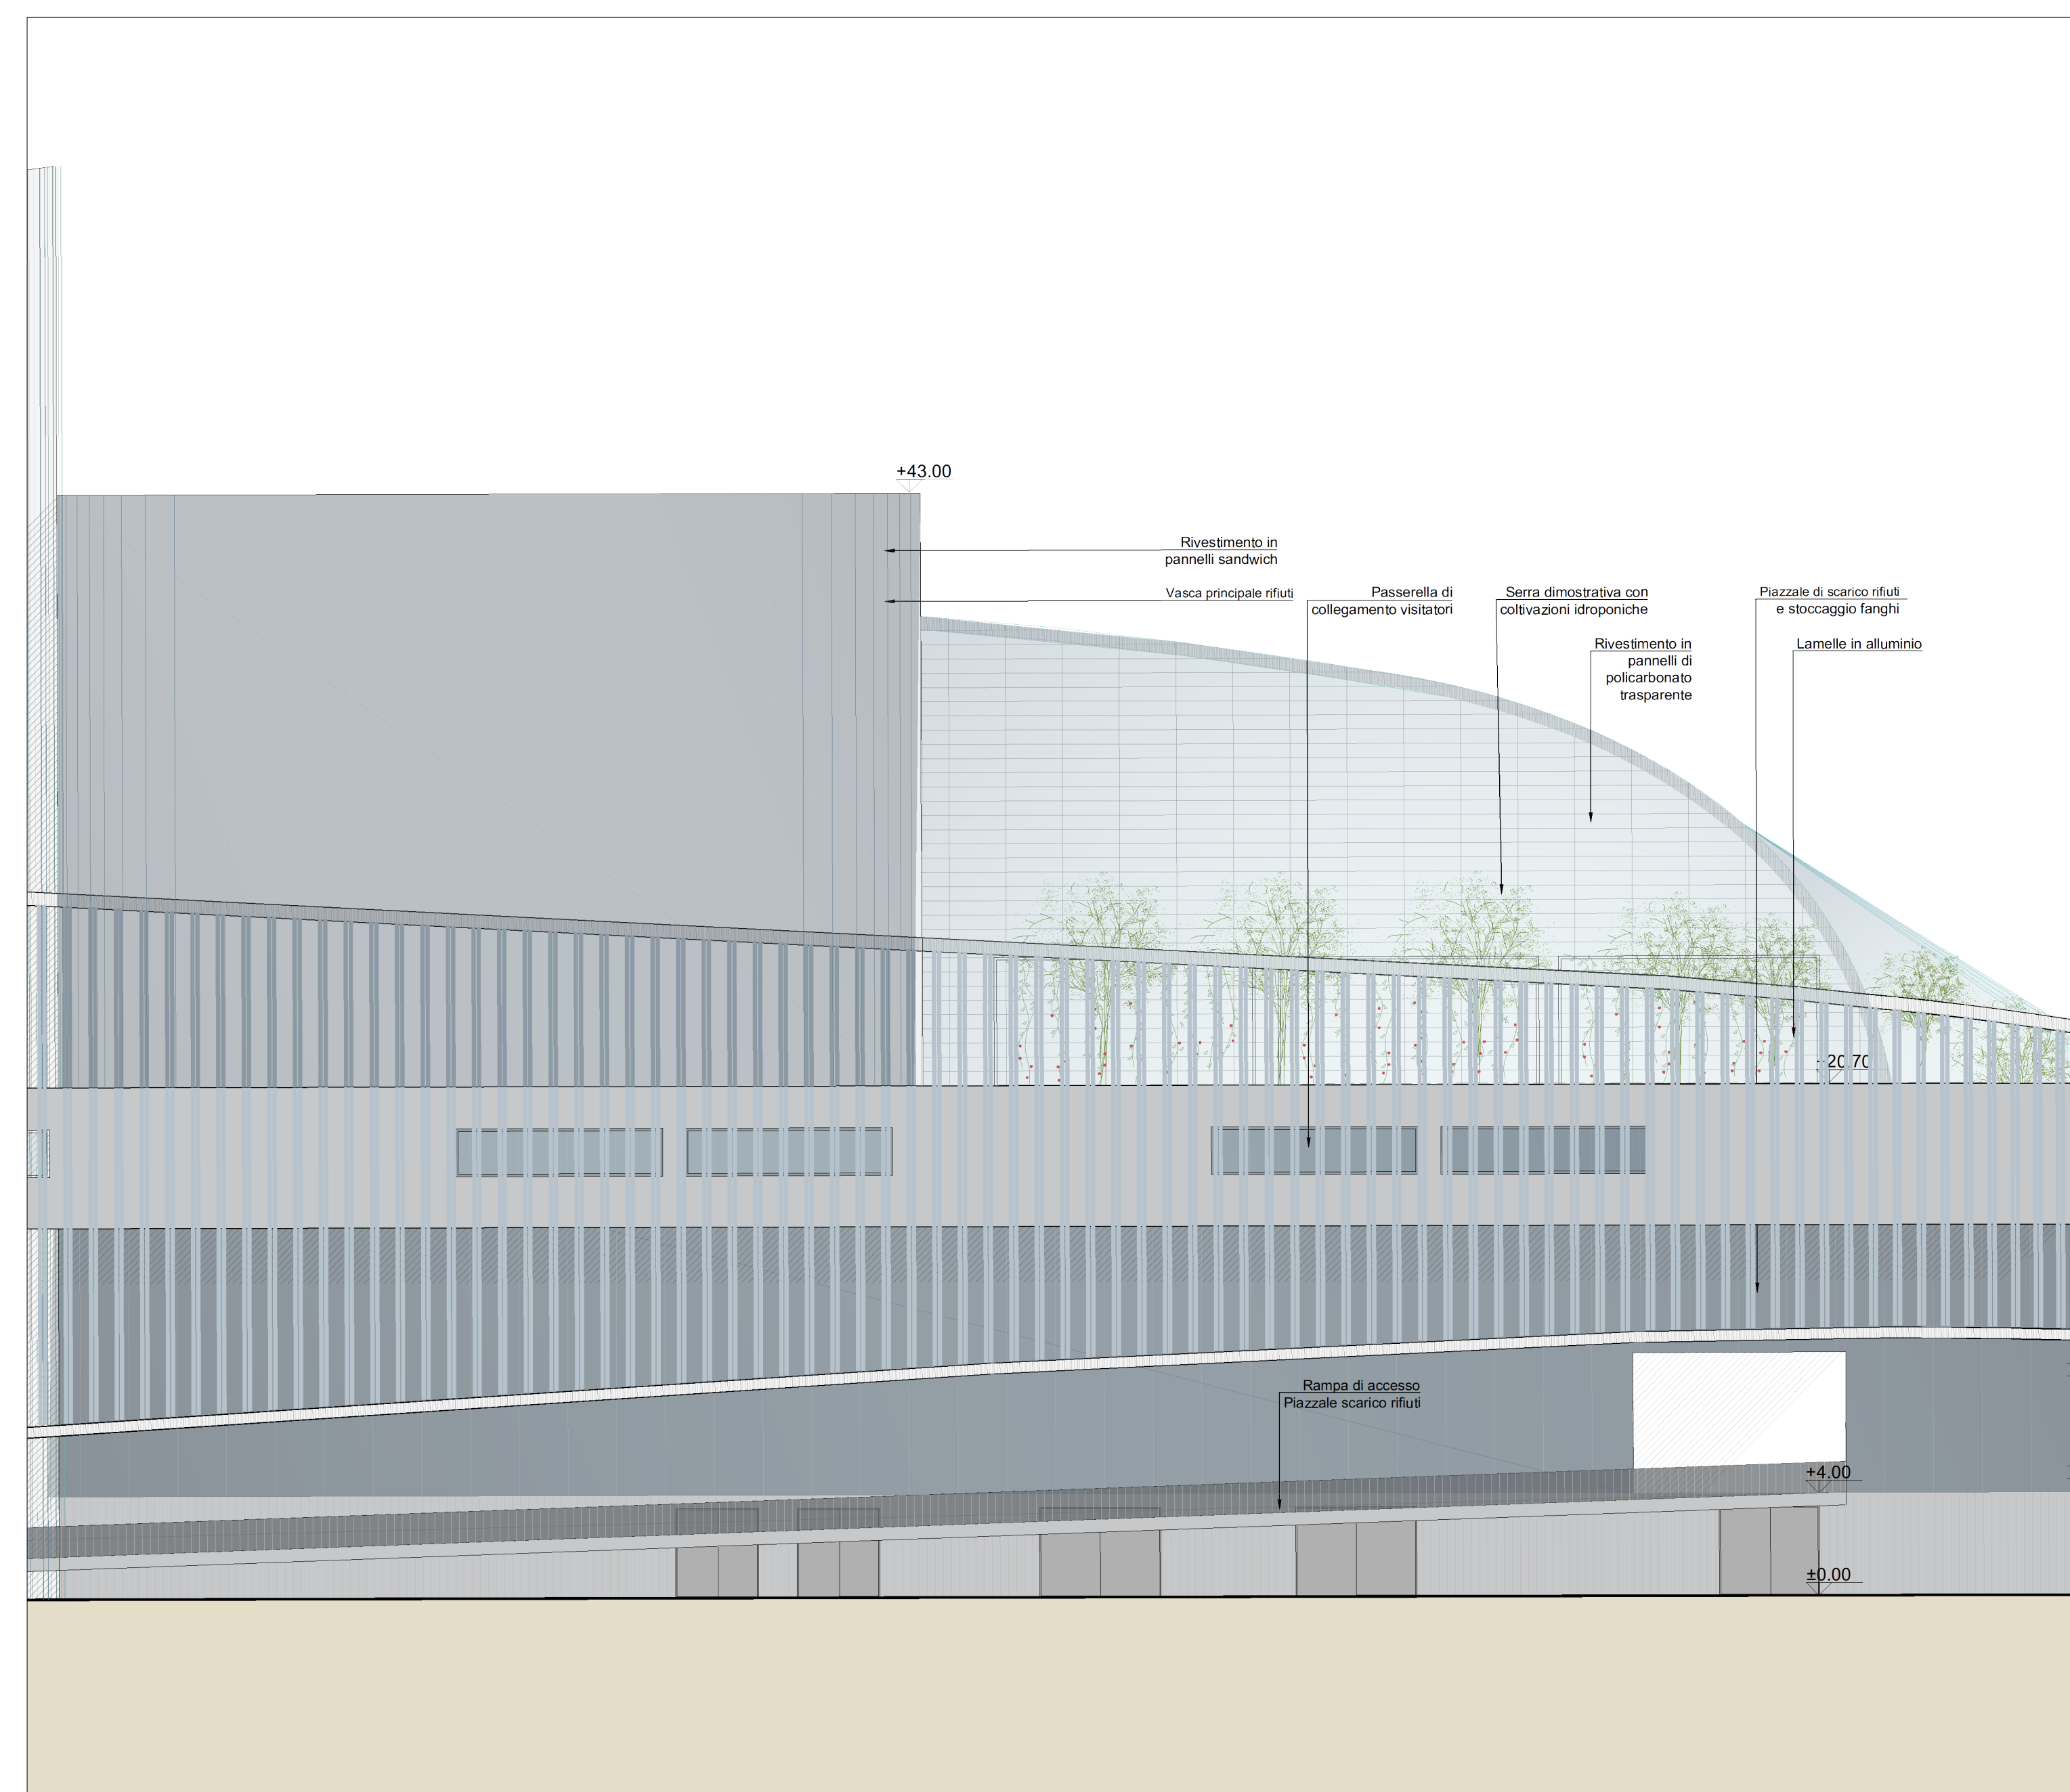 +43.00
Rivestimento in
pannelli sandwich
Vasca principale rifiuti
Passerella di
collegamento visitatori
Serra dimostrativa con
coltivazioni idroponiche
Piazzale di scarico rifiuti
e stoccaggio fanghi
Rivestimento in
pannelli di
policarbonato
trasparente
Lamelle in alluminio
20.70
Rampa di accesso
Piazzale scarico rifiuti
+4.00
±0.00